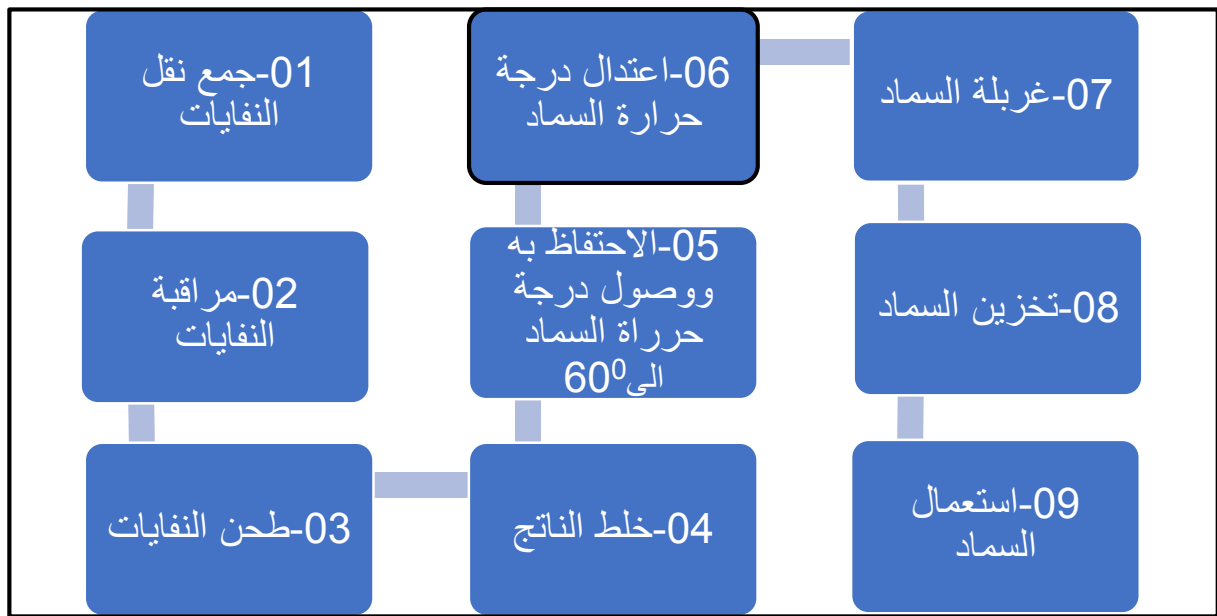 01-جمع نقل
النفايات
02-مراقبة
النفايات
03-طحن النفايات
04-خلط الناتج
05-الاحتفاظ به
ووصول درجة
حرراة السماد
الى60⁰
06-اعتدال درجة
حرارة السماد
07-غربلة السماد
08-تخزين السماد
09-استعمال
السماد